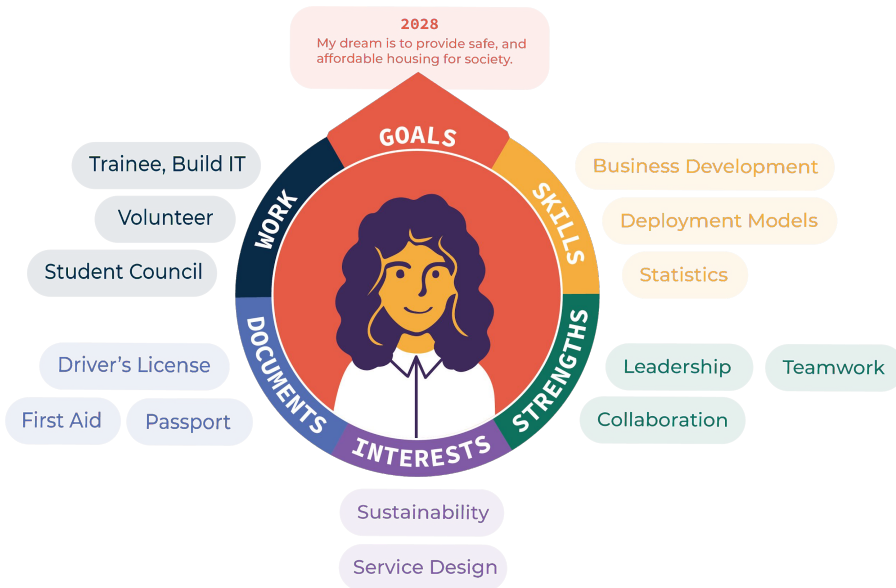 2028
My dream is to provide safe, and
affordable housing for society.
GOALS
WORK
Trainee, Build IT
Volunteer
Student Council
SKILLS
Business Development
Deployment Models
Statistics
DOCUMENTS
Driver’s License
First Aid
Passport
STRENGTHS
Leadership
Teamwork
Collaboration
INTERESTS
Sustainability
Service Design